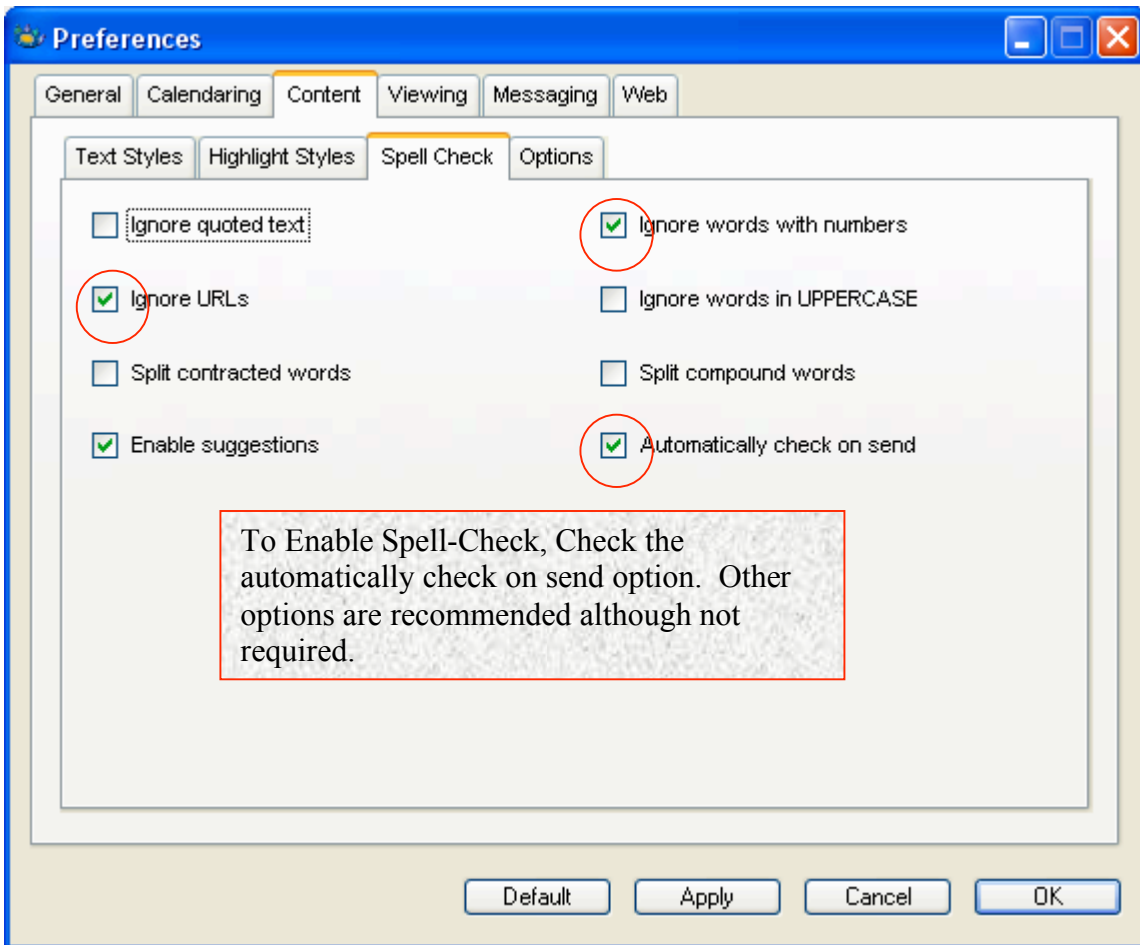 Preferences
General Calendaring Content Viewing Messaging Web
Text Styles Highlight Styles Spell Check Options
Ignore quoted text Ignore words with numbers
Ignore URLs Ignore words in UPPERCASE
Split contracted words Split compound words
Enable suggestions Automatically check on send
To Enable Spell-Check, Check the
automatically check on send option. Other
options are recommended although not
required.
Default Apply Cancel OK